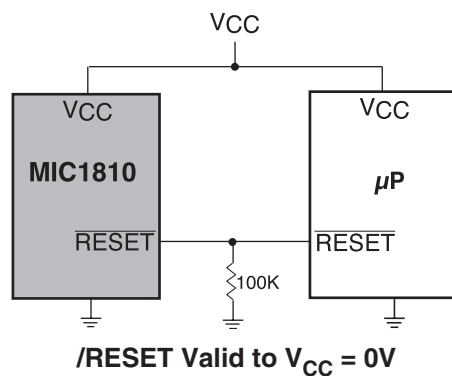 VCC
VCC
VCC
MIC1810
µP
RESET
RESET
100K
/RESET Valid to VCC = 0V